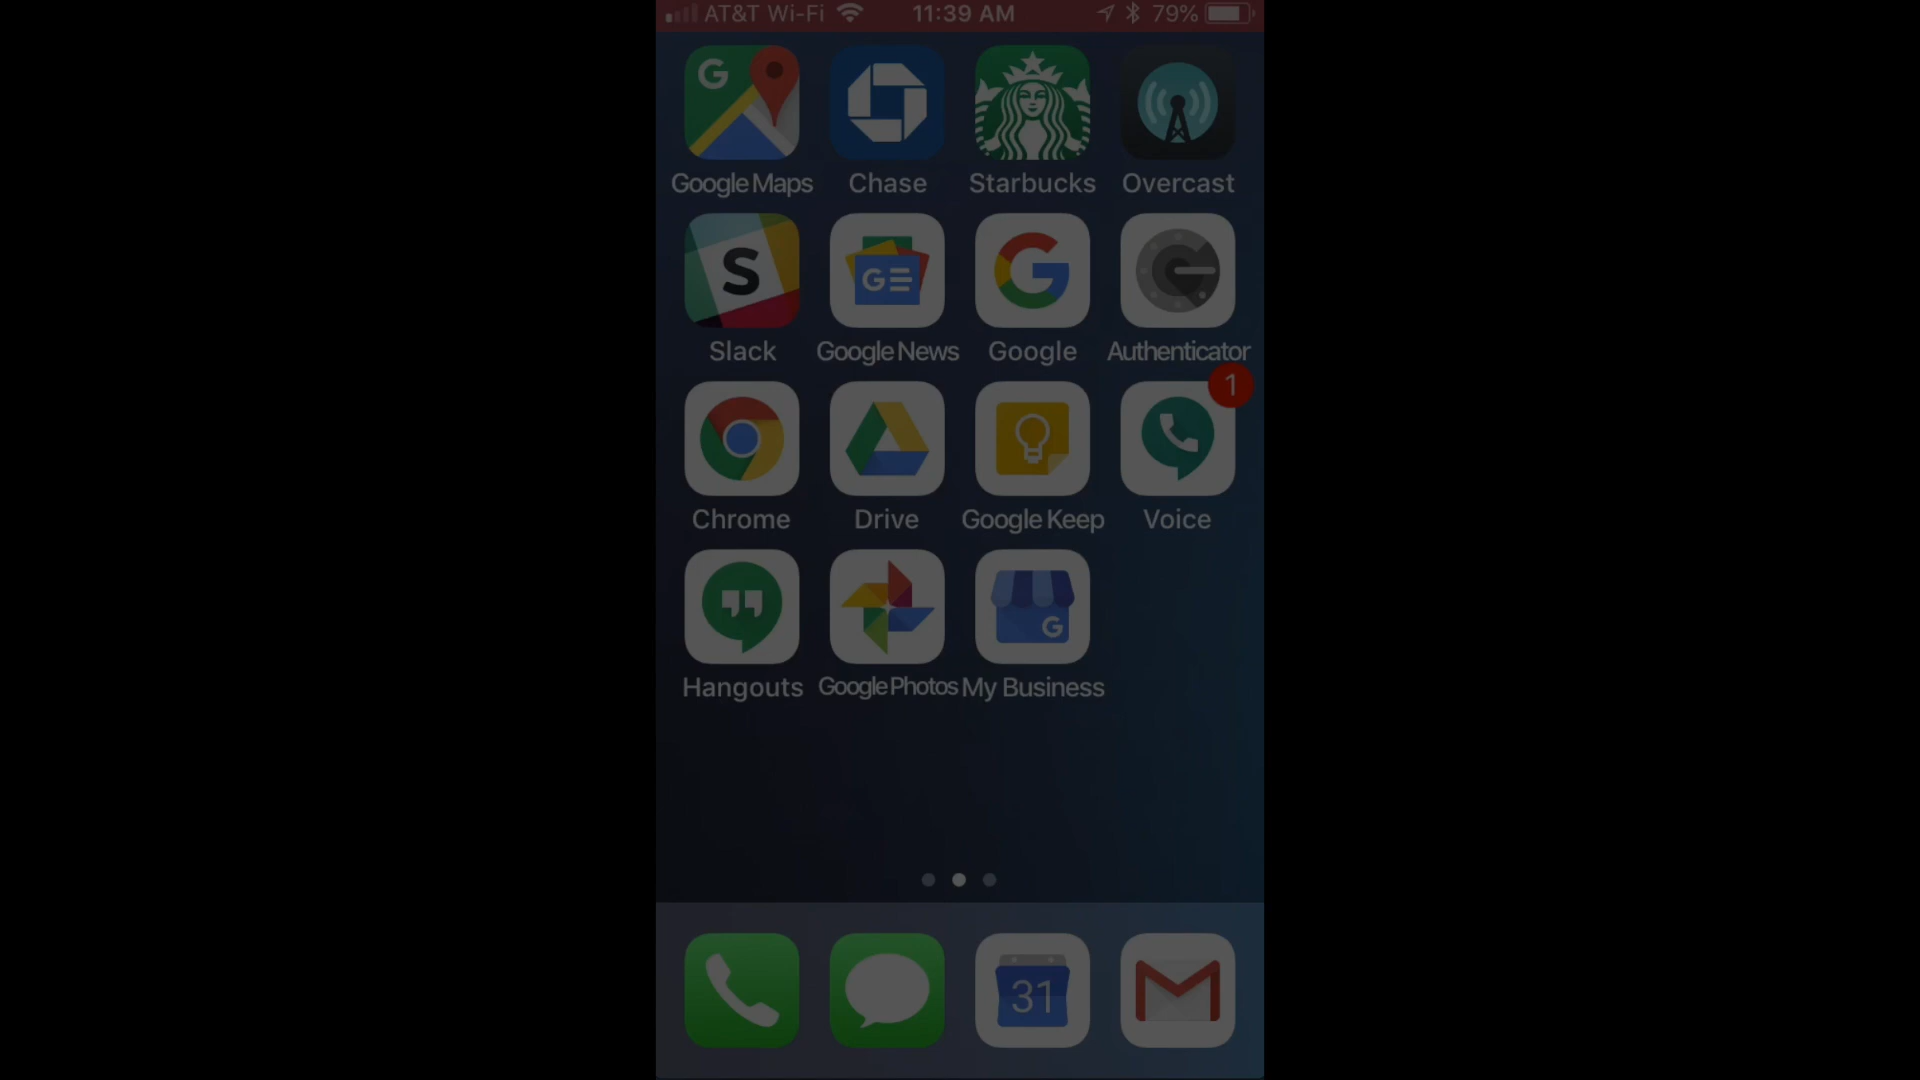 AT&T Wi-Fi 11:39 AM 79%
G
Google Maps Chase Starbucks Overcast
S G G
Slack Google News Google Authenticator
1
Chrome Drive Google Keep Voice
G
Hangouts Google Photos My Business
31 M